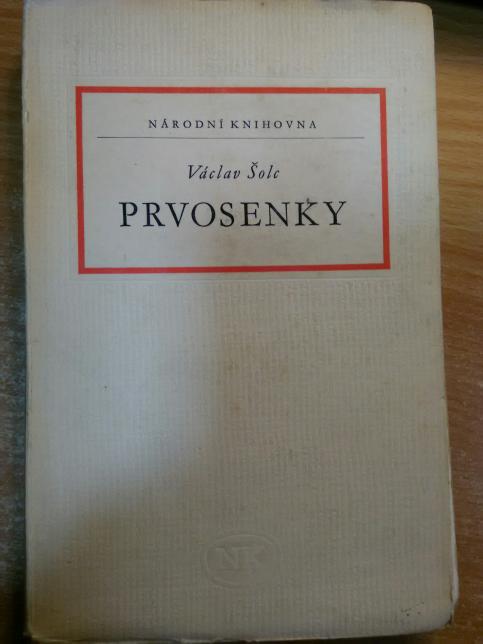 NÁRODNÍ KNIHOVNA
Václav Šolc
PRVOSENKY
NK